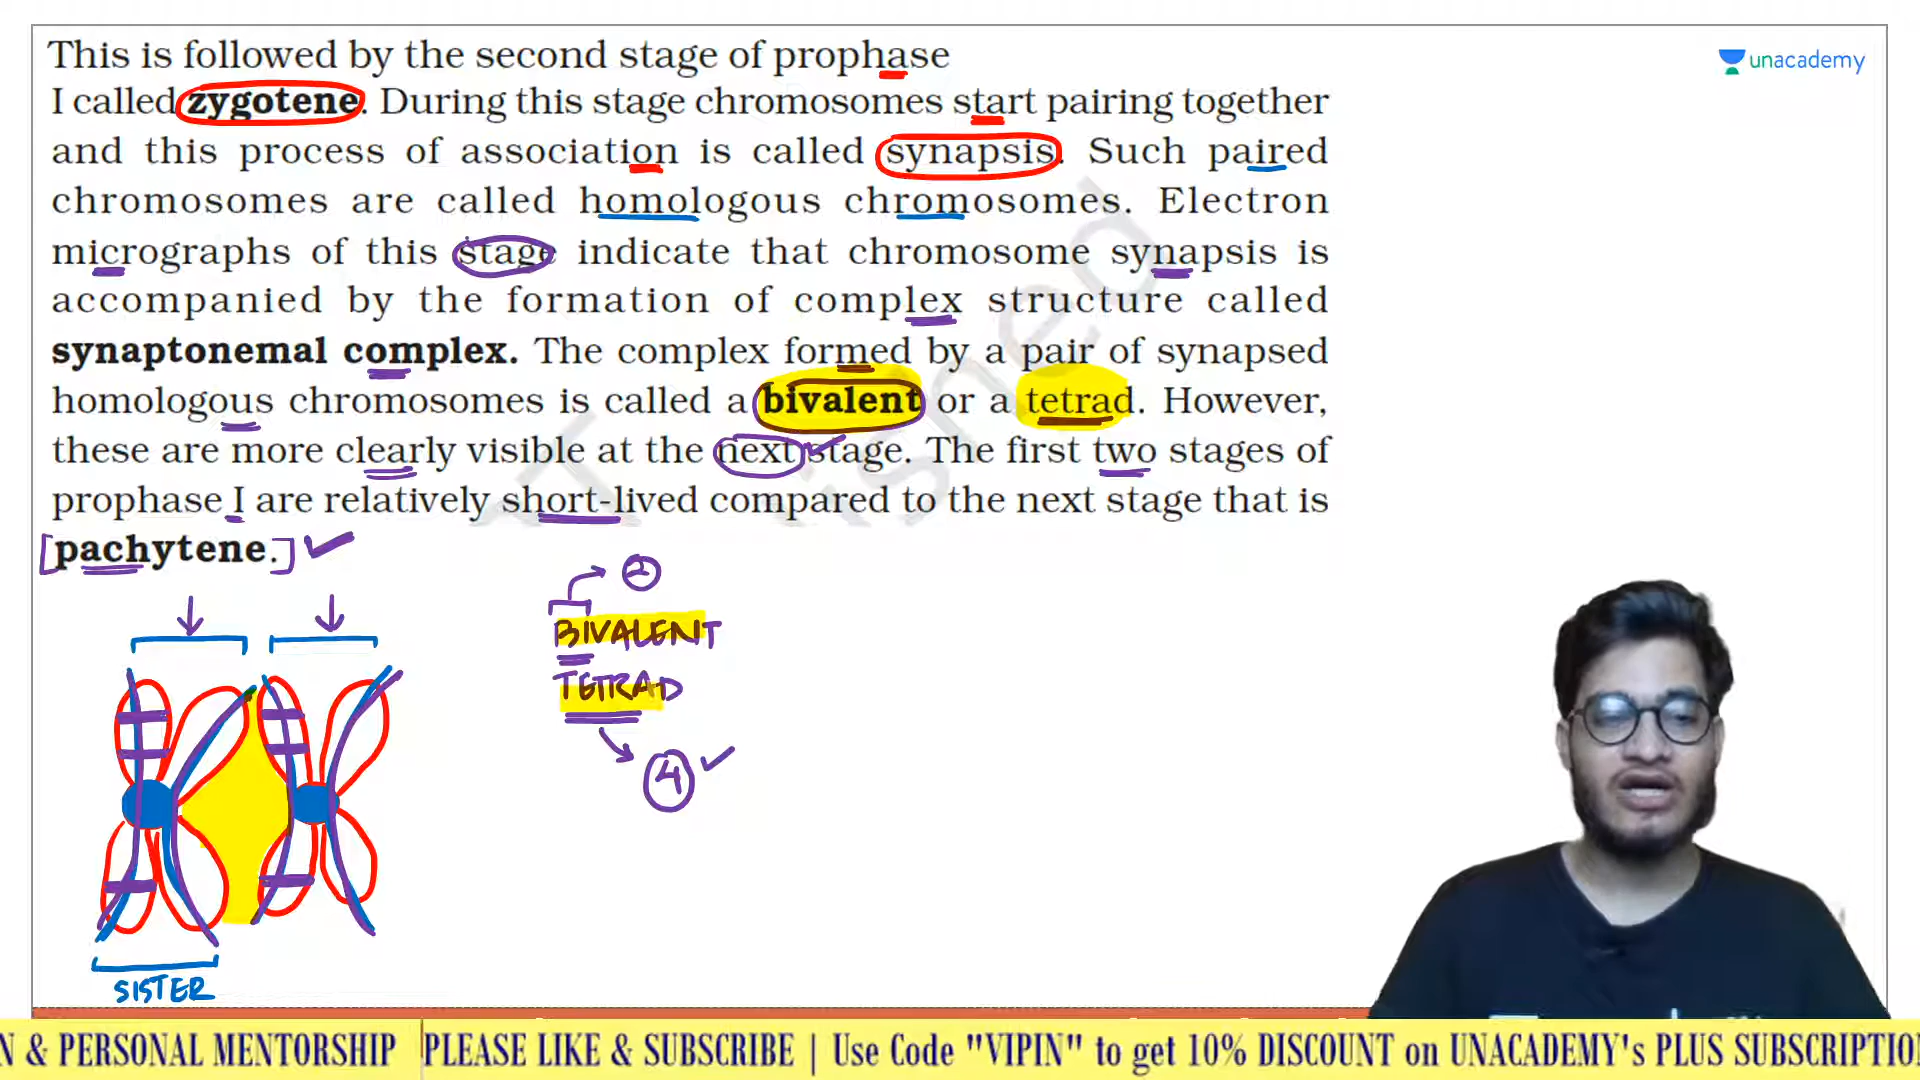 This is followed by the second stage of prophase
unacademy
I called zygotene. During this stage chromosomes start pairing together
and this process of association is called synapsis. Such paired
chromosomes are called homologous chromosomes. Electron
micrographs of this stage indicate that chromosome synapsis is
accompanied by the formation of complex structure called
synaptonemal complex. The complex formed by a pair of synapsed
homologous chromosomes is called a bivalent or a tetrad. However,
these are more clearly visible at the next stage. The first two stages of
prophase I are relatively short-lived compared to the next stage that is
[pachytene.]
2
BIVALENT
TETRAD
4
SISTER
N & PERSONAL MENTORSHIP PLEASE LIKE & SUBSCRIBE | Use Code "VIPIN" to get 10% DISCOUNT on UNACADEMY's PLUS SUBSCRIPTIO